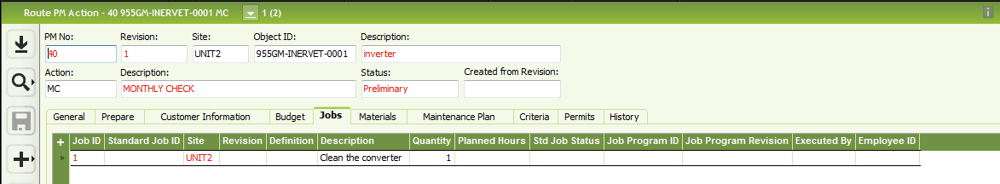 Route PM Action - 40 955GM-INERVET-0001 MC 1 (2)
PM No: Revision: Site: Object ID: Description:
40 1 UNIT2 955GM-INERVET-0001 inverter
Action: Description: Status: Created from Revision:
MC MONTHLY CHECK Preliminary
General Prepare Customer Information Budget Jobs Materials Maintenance Plan Criteria Permits History
Job ID Standard Job ID Site Revision Definition Description Quantity Planned Hours Std Job Status Job Program ID Job Program Revision Executed By Employee ID
1 UNIT2 Clean the converter 1